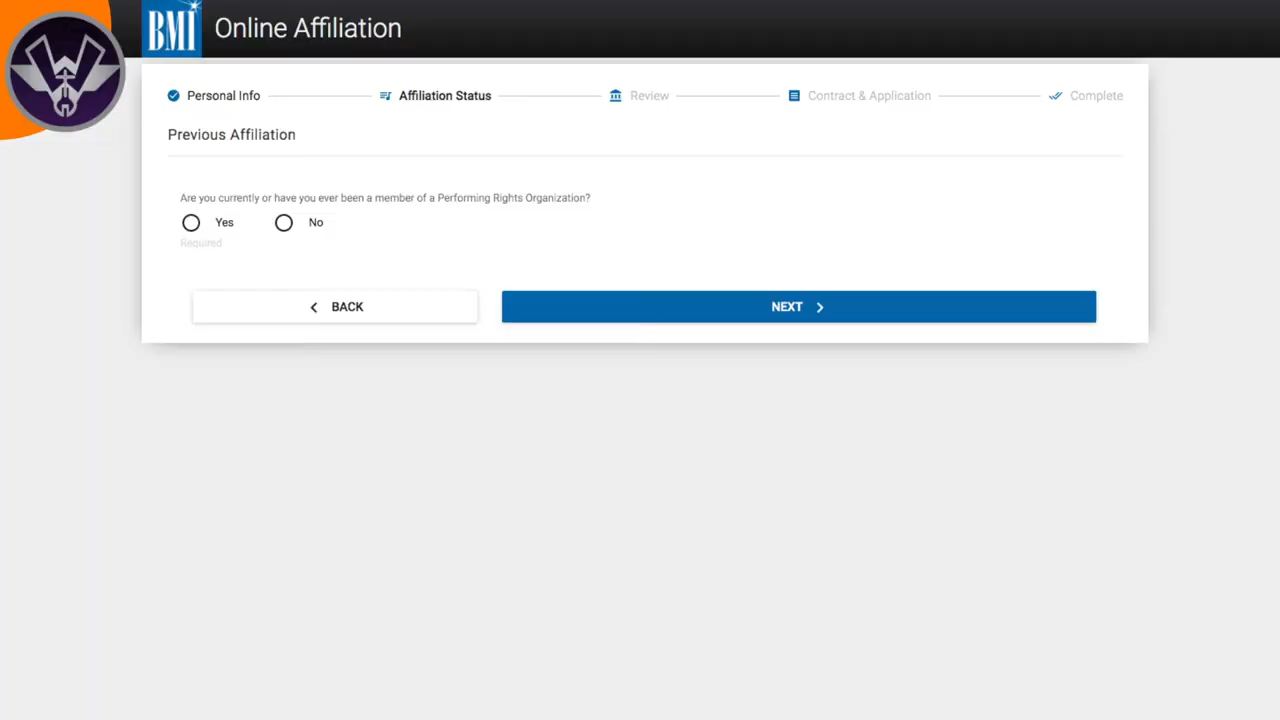 BMI Online Affiliation
Personal Info Affiliation Status Review Contract & Application Complete
Previous Affiliation
Are you currently or have you ever been a member of a Performing Rights Organization?
Yes No
Required
BACK NEXT